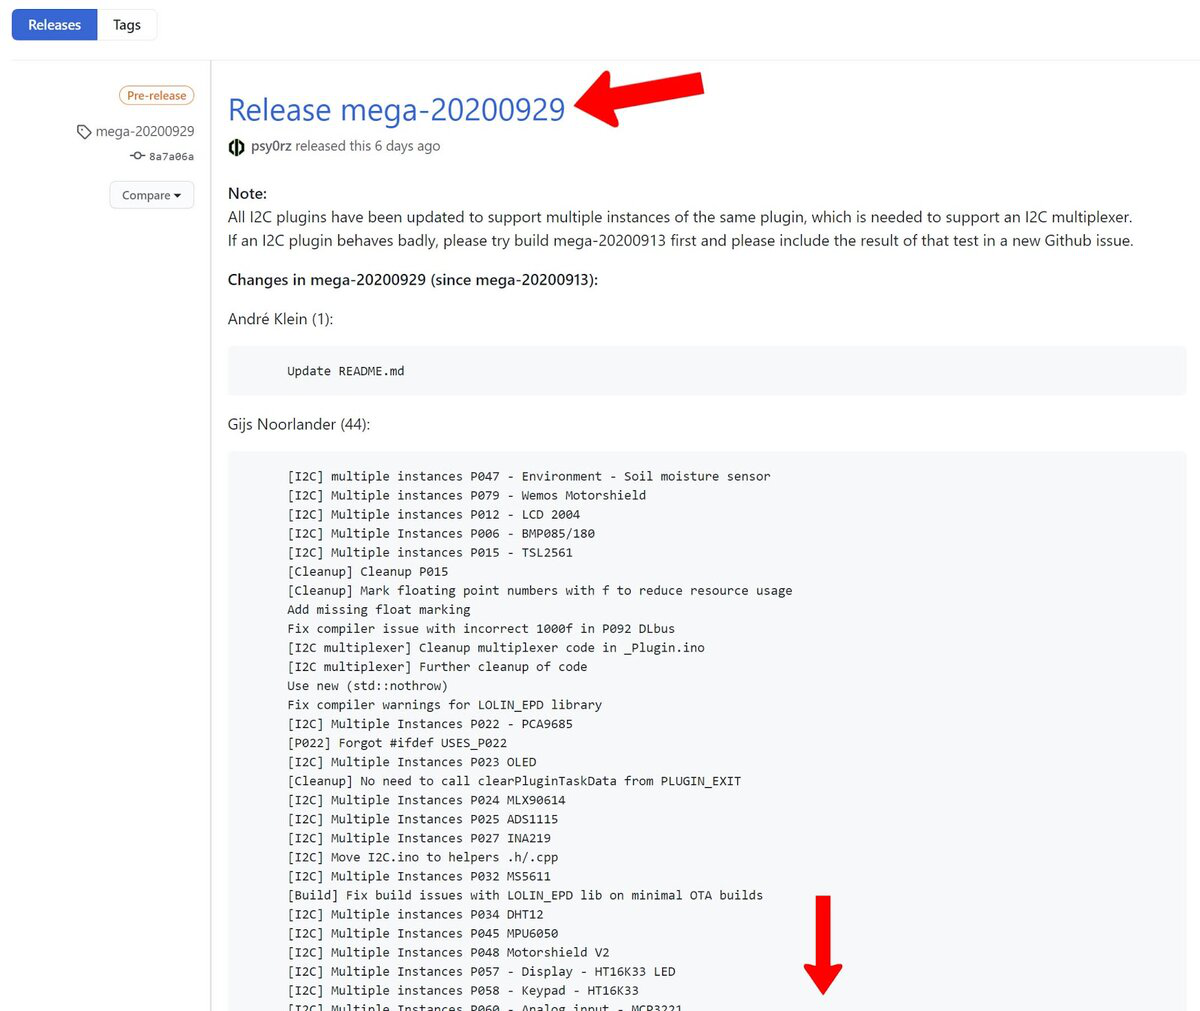 Releases Tags
Pre-release
mega-20200929
8a7a06a
Compare
Release mega-20200929
psy0rz released this 6 days ago
Note:
All I2C plugins have been updated to support multiple instances of the same plugin, which is needed to support an I2C multiplexer.
If an I2C plugin behaves badly, please try build mega-20200913 first and please include the result of that test in a new Github issue.
Changes in mega-20200929 (since mega-20200913):
André Klein (1):
Update README.md
Gijs Noorlander (44):
[I2C] multiple instances P047 - Environment - Soil moisture sensor
[I2C] Multiple instances P079 - Wemos Motorshield
[I2C] Multiple instances P012 - LCD 2004
[I2C] Multiple instances P006 - BMP085/180
[I2C] Multiple instances P015 - TSL2561
[Cleanup] Cleanup P015
[Cleanup] Mark floating point numbers with f to reduce resource usage
Add missing float marking
Fix compiler issue with incorrect 1000f in P092 DLbus
[I2C multiplexer] Cleanup multiplexer code in _Plugin.ino
[I2C multiplexer] Further cleanup of code
Use new (std::nothrow)
Fix compiler warnings for LOLIN_EPD library
[I2C] Multiple Instances P022 - PCA9685
[P022] Forgot #ifdef USES_P022
[I2C] Multiple Instances P023 OLED
[Cleanup] No need to call clearPluginTaskData from PLUGIN_EXIT
[I2C] Multiple Instances P024 MLX90614
[I2C] Multiple Instances P025 ADS1115
[I2C] Multiple Instances P027 INA219
[I2C] Move I2C.ino to helpers .h/.cpp
[I2C] Multiple Instances P032 MS5611
[Build] Fix build issues with LOLIN_EPD lib on minimal OTA builds
[I2C] Multiple instances P034 DHT12
[I2C] Multiple Instances P045 MPU6050
[I2C] Multiple Instances P048 Motorshield V2
[I2C] Multiple Instances P057 - Display - HT16K33 LED
[I2C] Multiple Instances P058 - Keypad - HT16K33
[I2C] Multiple Instances P060 - Analog input - MCP3221